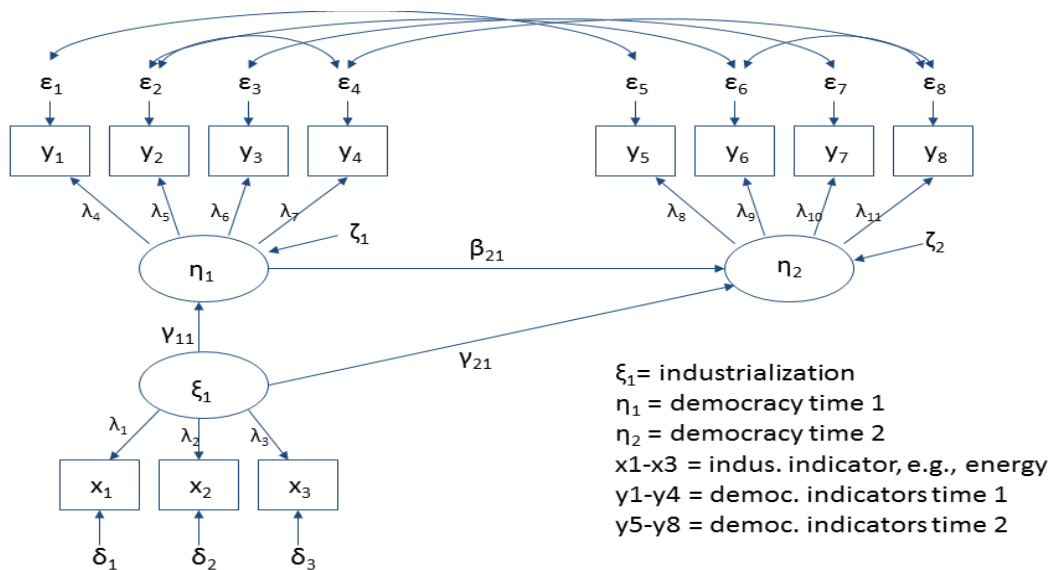 ε₁ ε₂ ε₃ ε₄ ε₅ ε₆ ε₇ ε₈
y₁ y₂ y₃ y₄ y₅ y₆ y₇ y₈
λ₄ λ₅ λ₆ λ₇ λ₈ λ₉ λ₁₀ λ₁₁
ζ₁ ζ₂
η₁ β₂₁ η₂
γ₁₁ γ₂₁
ξ₁
λ₁ λ₂ λ₃
x₁ x₂ x₃
δ₁ δ₂ δ₃
ξ₁= industrialization
η₁ = democracy time 1
η₂ = democracy time 2
x1-x3 = indus. indicator, e.g., energy
y1-y4 = democ. indicators time 1
y5-y8 = democ. indicators time 2